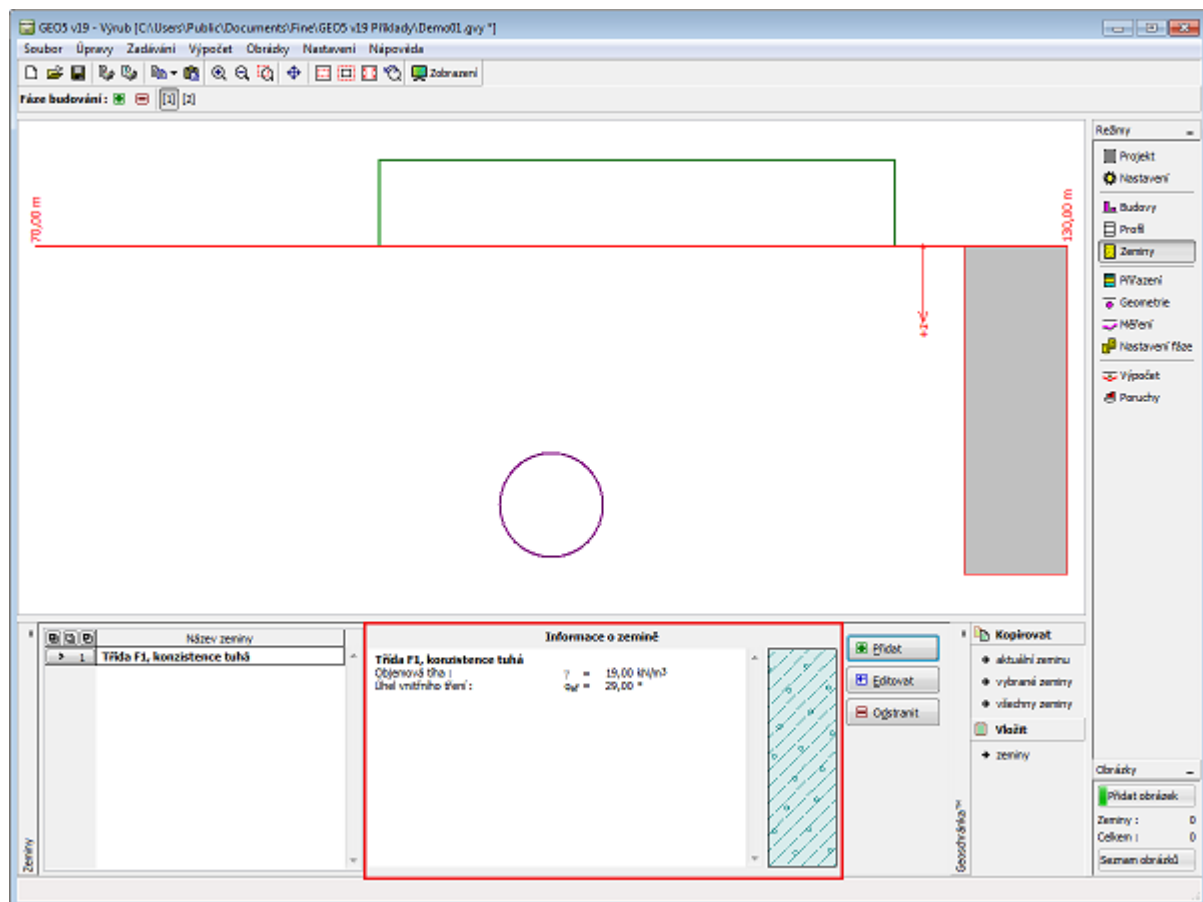 GEO5 v19 - Výrub [C:\Users\Public\Documents\Fine\GEO5 v19 Příklady\Demo01.gvy *]
Soubor Úpravy Zadávání Výpočet Obrázky Nastavení Nápověda
Zobrazení
Fáze budování : [1] [2]
70,00 m
130,00 m
+z
Režimy
Projekt
Nastavení
Budovy
Profil
Zeminy
Přiřazení
Geometrie
Měření
Nastavení fáze
Výpočet
Poruchy
Zeminy
Název zeminy
> 1 Třída F1, konzistence tuhá
Informace o zemině
Třída F1, konzistence tuhá
Objemová tíha : γ = 19,00 kN/m³
Úhel vnitřního tření : φef = 29,00 °
Přidat
Editovat
Odstranit
Geoschránka™
Kopírovat
aktuální zeminu
vybrané zeminy
všechny zeminy
Vložit
zeminy
Obrázky
Přidat obrázek
Zeminy : 0
Celkem : 0
Seznam obrázků